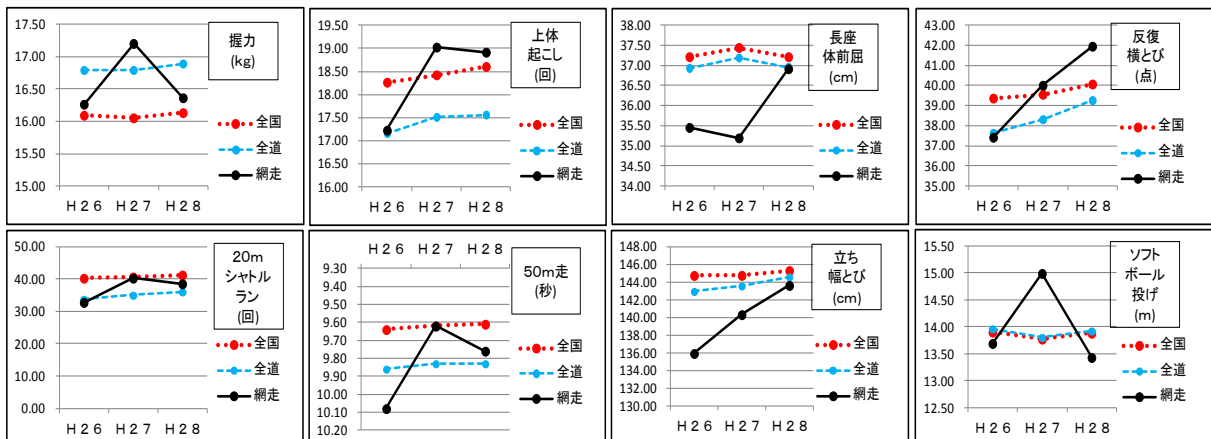 17.50
17.00
16.50
16.00
15.50
15.00
H26 H27 H28
握力
(kg)
全国
全道
網走
19.50
19.00
18.50
18.00
17.50
17.00
16.50
16.00
H26 H27 H28
上体
起こし
(回)
全国
全道
網走
38.00
37.50
37.00
36.50
36.00
35.50
35.00
34.50
34.00
H26 H27 H28
長座
体前屈
(cm)
全国
全道
網走
43.00
42.00
41.00
40.00
39.00
38.00
37.00
36.00
35.00
H26 H27 H28
反復
横とび
(点)
全国
全道
網走
50.00
40.00
30.00
20.00
10.00
0.00
H26 H27 H28
20m
シャトル
ラン
(回)
全国
全道
網走
H26 H27 H28
9.30
9.40
9.50
9.60
9.70
9.80
9.90
10.00
10.10
10.20
50m走
(秒)
全国
全道
網走
148.00
146.00
144.00
142.00
140.00
138.00
136.00
134.00
132.00
130.00
H26 H27 H28
立ち
幅とび
(cm)
全国
全道
網走
15.50
15.00
14.50
14.00
13.50
13.00
12.50
H26 H27 H28
ソフト
ボール
投げ
(m)
全国
全道
網走